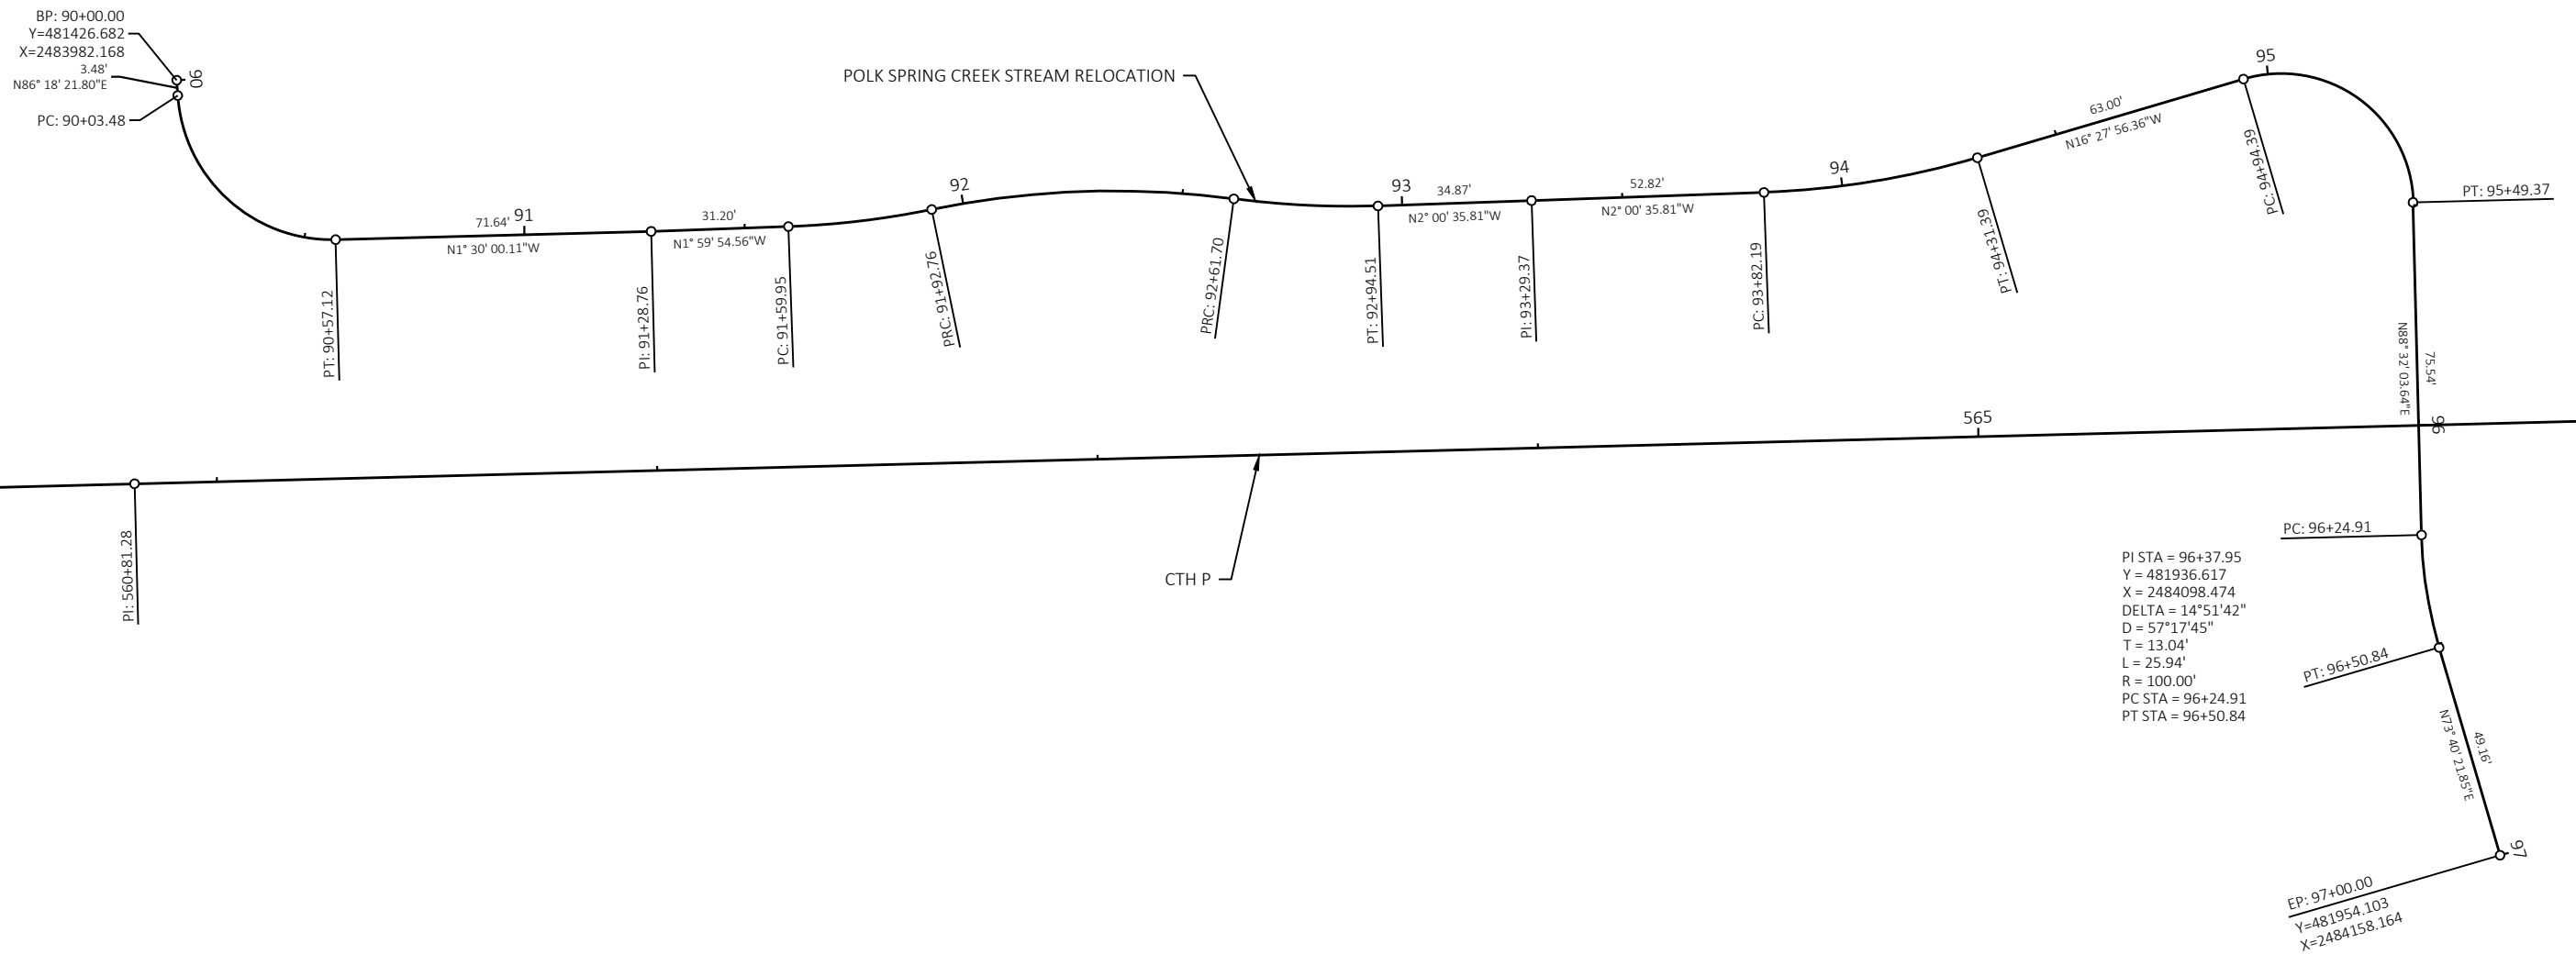 BP: 90+00.00
Y=481426.682
X=2483982.168
3.48'
N86° 18' 21.80"E
PC: 90+03.48
90
POLK SPRING CREEK STREAM RELOCATION
71.64'
91
N1° 30' 00.11"W
31.20'
N1° 59' 54.56"W
92
93
34.87'
N2° 00' 35.81"W
52.82'
N2° 00' 35.81"W
94
63.00'
N16° 27' 56.36"W
95
PT: 90+57.12
PI: 91+28.76
PC: 91+59.95
PRC: 91+92.76
PRC: 92+61.70
PT: 92+94.51
PI: 93+29.37
PC: 93+82.19
PT: 94+31.39
PC: 94+94.39
PT: 95+49.37
N88° 32' 03.64"E
75.54'
96
565
PI: 560+81.28
CTH P
PC: 96+24.91
PI STA = 96+37.95
Y = 481936.617
X = 2484098.474
DELTA = 14°51'42"
D = 57°17'45"
T = 13.04'
L = 25.94'
R = 100.00'
PC STA = 96+24.91
PT STA = 96+50.84
PT: 96+50.84
N73° 40' 21.85"E
49.16'
97
EP: 97+00.00
Y=481954.103
X=2484158.164